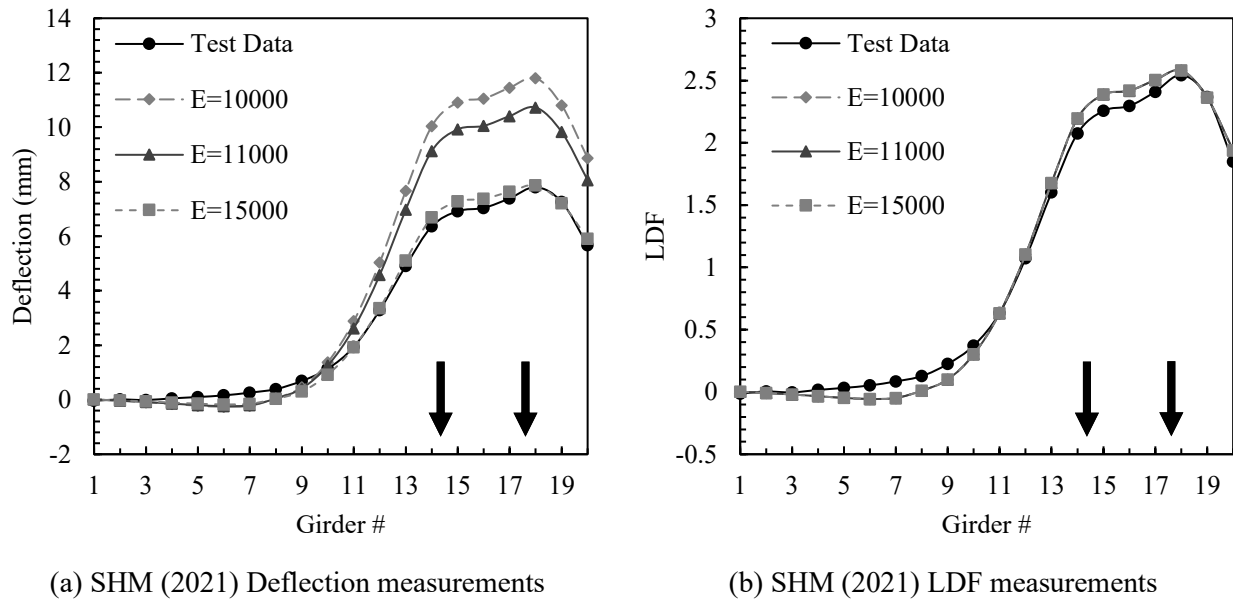 14
12
10
8
6
4
2
0
-2
Deflection (mm)
Test Data
E=10000
E=11000
E=15000
1 3 5 7 9 11 13 15 17 19
Girder #
(a) SHM (2021) Deflection measurements
3
2.5
2
1.5
1
0.5
0
-0.5
LDF
Test Data
E=10000
E=11000
E=15000
1 3 5 7 9 11 13 15 17 19
Girder #
(b) SHM (2021) LDF measurements